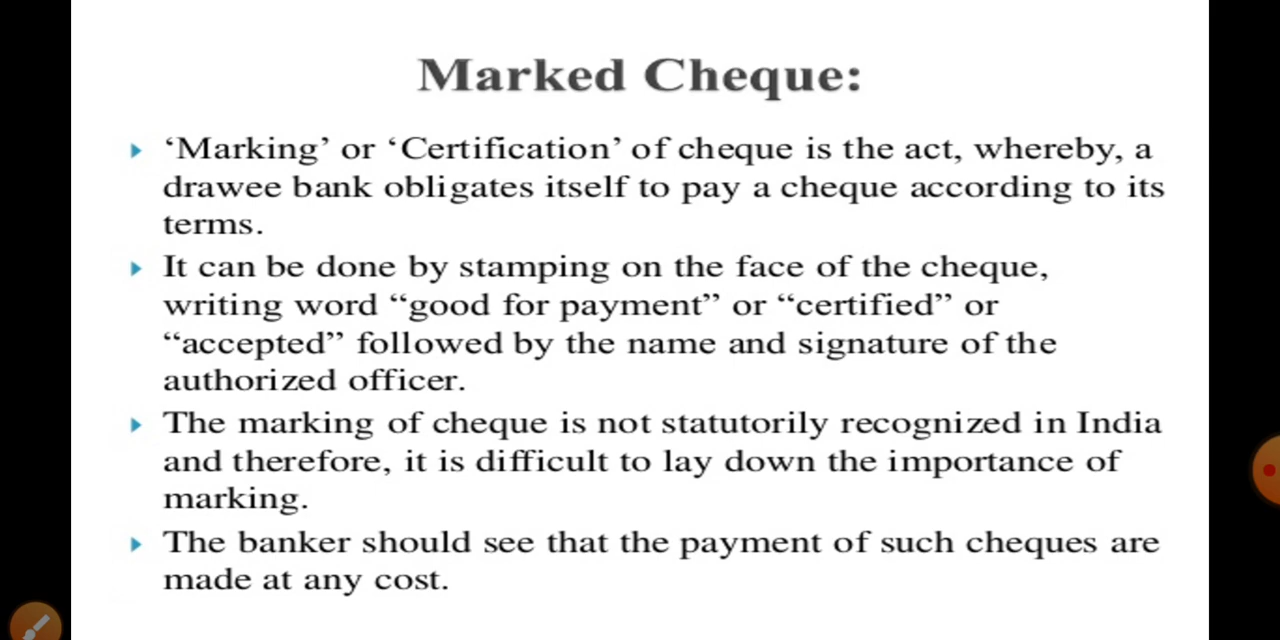 Marked Cheque:
‘Marking’ or ‘Certification’ of cheque is the act, whereby, a
drawee bank obligates itself to pay a cheque according to its
terms.
It can be done by stamping on the face of the cheque,
writing word “good for payment” or “certified” or
“accepted” followed by the name and signature of the
authorized officer.
The marking of cheque is not statutorily recognized in India
and therefore, it is difficult to lay down the importance of
marking.
The banker should see that the payment of such cheques are
made at any cost.